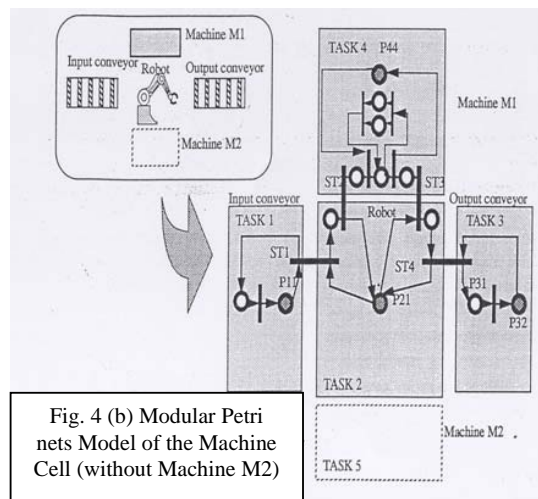 Machine M1
Input conveyor
Robot
Output conveyor
Machine M2
TASK 4 P44
Machine M1
ST2
ST3
Input conveyor
Output conveyor
TASK 1
Robot
TASK 3
ST1
ST4
P11
P21
P31
P32
TASK 2
Machine M2
TASK 5
Fig. 4 (b) Modular Petri
nets Model of the Machine
Cell (without Machine M2)